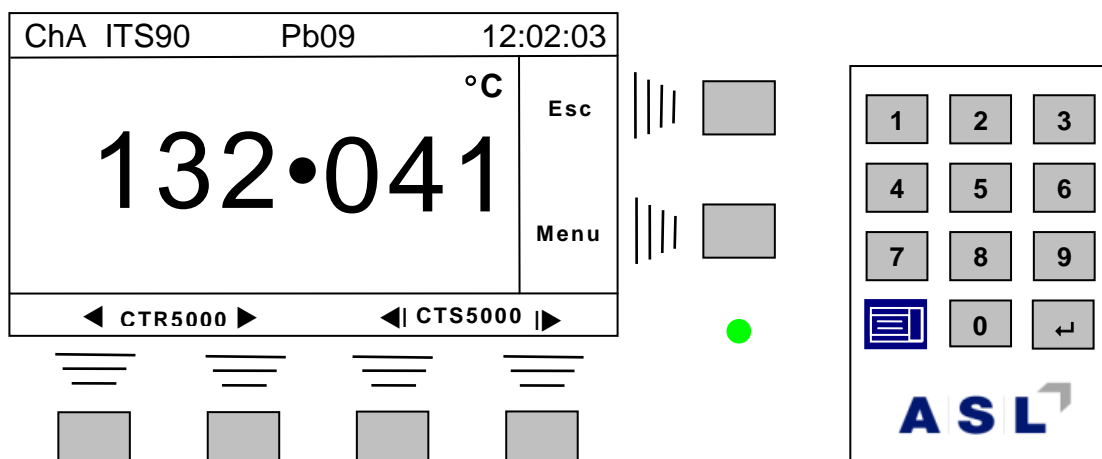 ChA ITS90 Pb09 12:02:03
°C
132•041
Esc
Menu
◄ CTR5000 ► ◄| CTS5000 |►
1 2 3
4 5 6
7 8 9
0 ↵
ASL